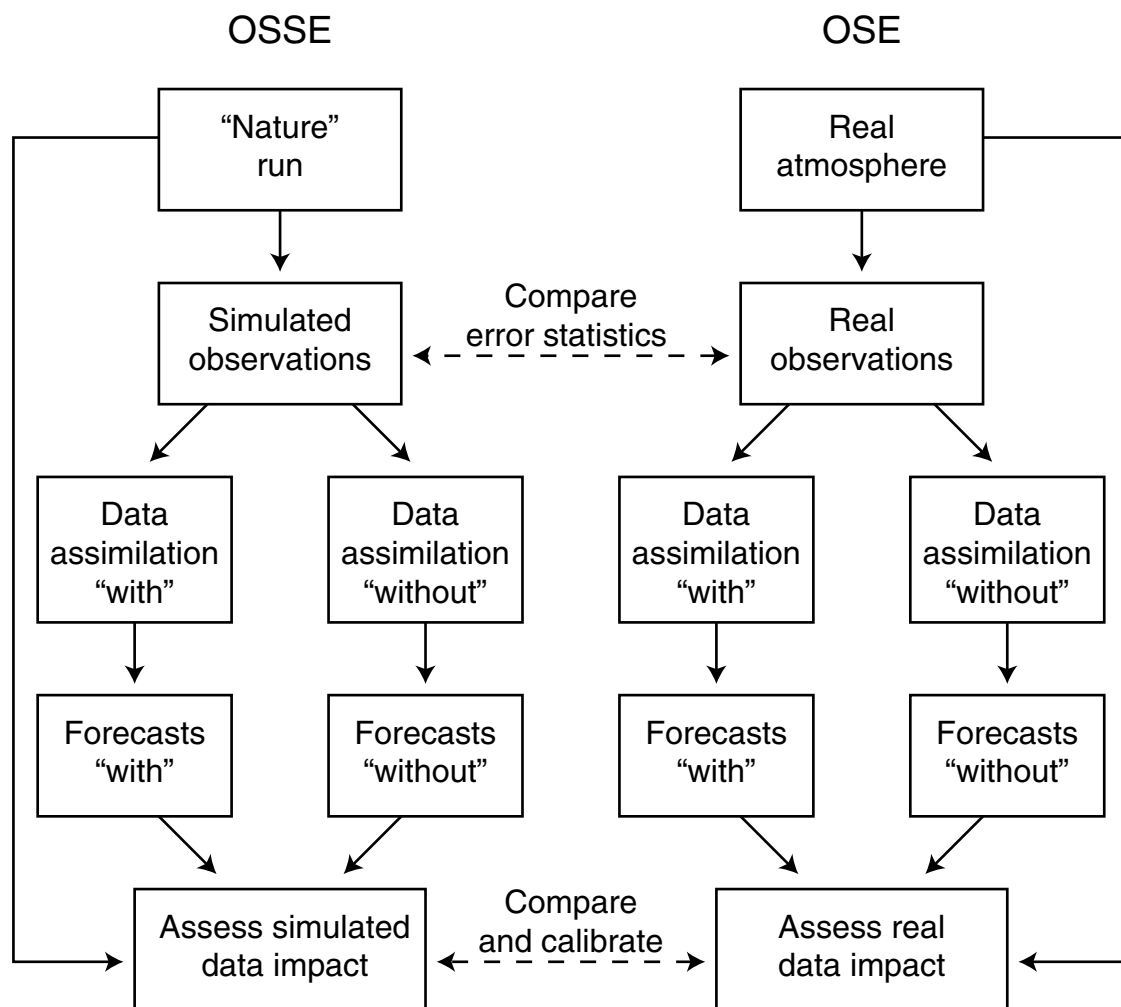 OSSE
OSE
“Nature”
run
Real
atmosphere
Simulated
observations
Compare
error statistics
Real
observations
Data
assimilation
“with”
Data
assimilation
“without”
Data
assimilation
“with”
Data
assimilation
“without”
Forecasts
“with”
Forecasts
“without”
Forecasts
“with”
Forecasts
“without”
Assess simulated
data impact
Compare
and calibrate
Assess real
data impact